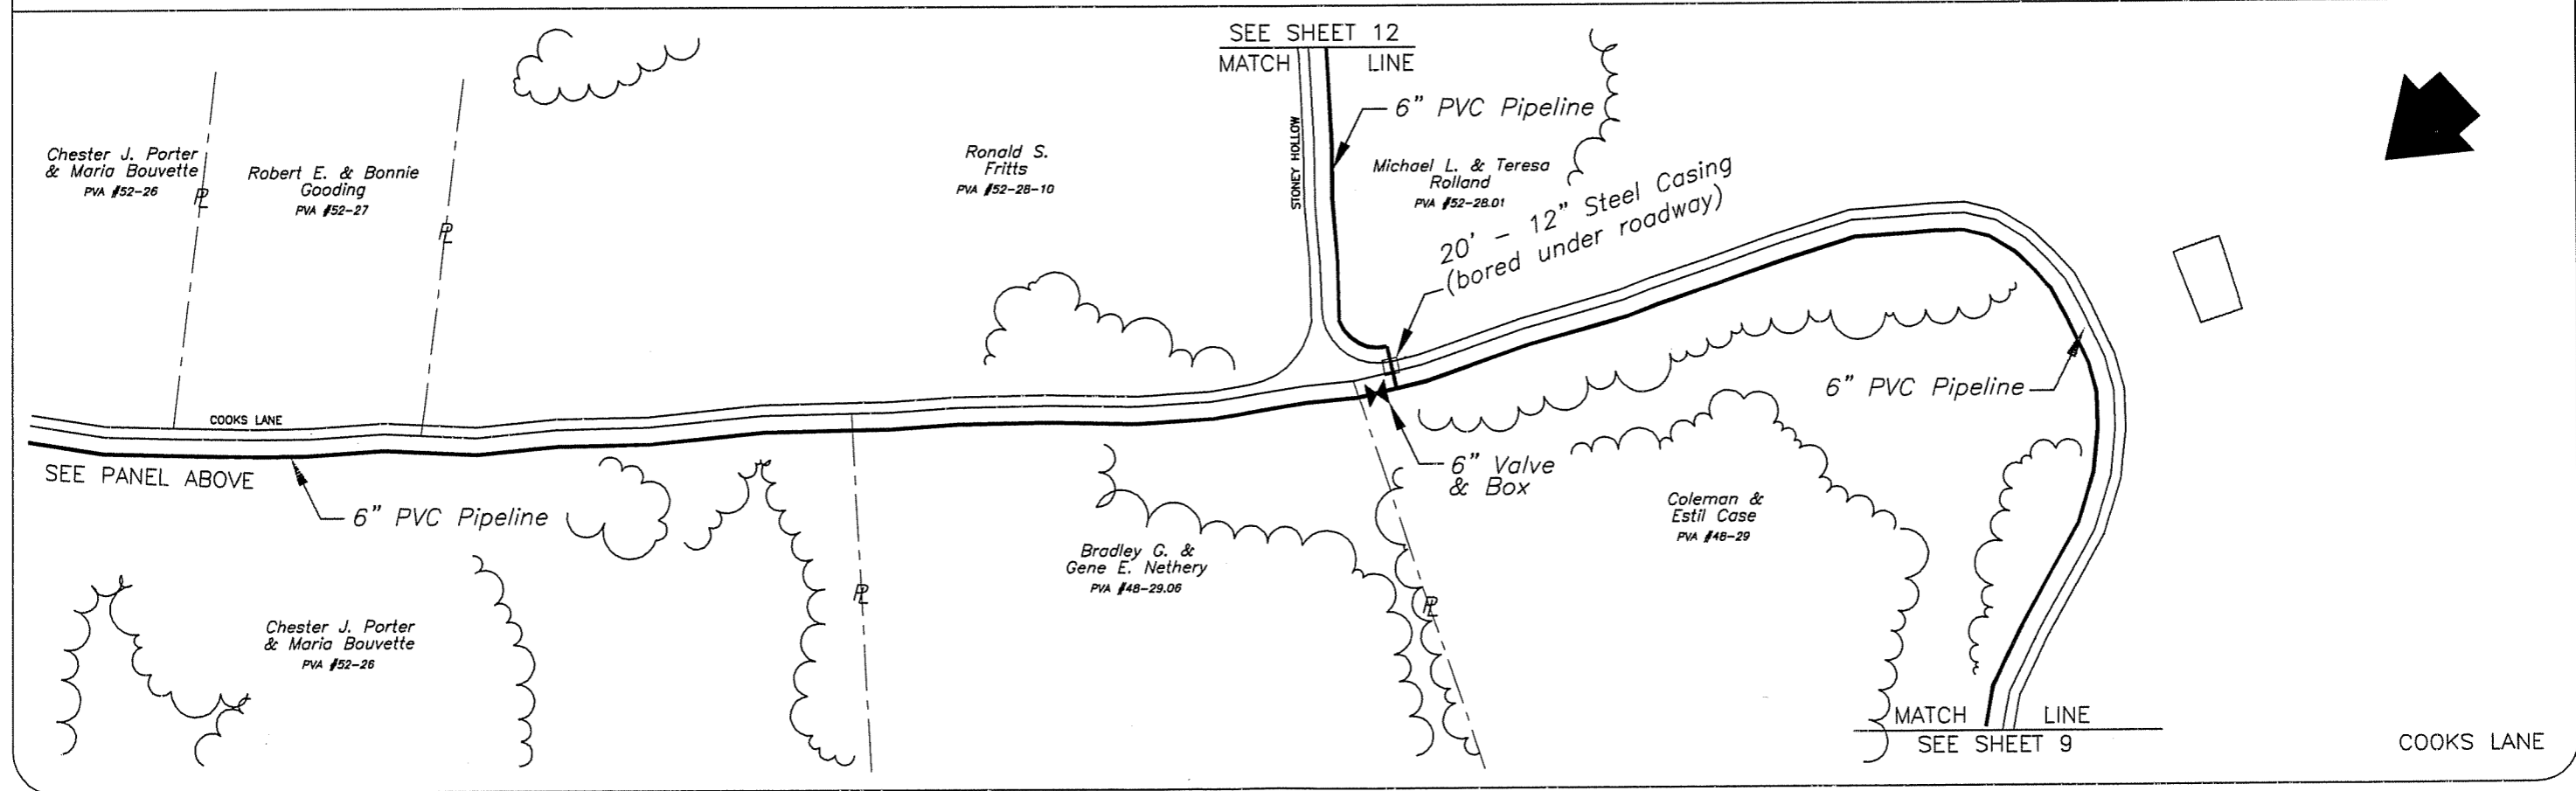 SEE SHEET 12
MATCH LINE
6" PVC Pipeline
STONEY HOLLOW
Chester J. Porter
& Maria Bouvette
PVA #52-26
PL
Robert E. & Bonnie
Gooding
PVA #52-27
PL
Ronald S.
Fritts
PVA #52-28-10
Michael L. & Teresa
Rolland
PVA #52-28.01
20' - 12" Steel Casing
(bored under roadway)
COOKS LANE
SEE PANEL ABOVE
6" PVC Pipeline
6" PVC Pipeline
6" Valve
& Box
Coleman &
Estil Case
PVA #48-29
Bradley G. &
Gene E. Nethery
PVA #48-29.06
PL
PL
Chester J. Porter
& Maria Bouvette
PVA #52-26
MATCH LINE
SEE SHEET 9
COOKS LANE